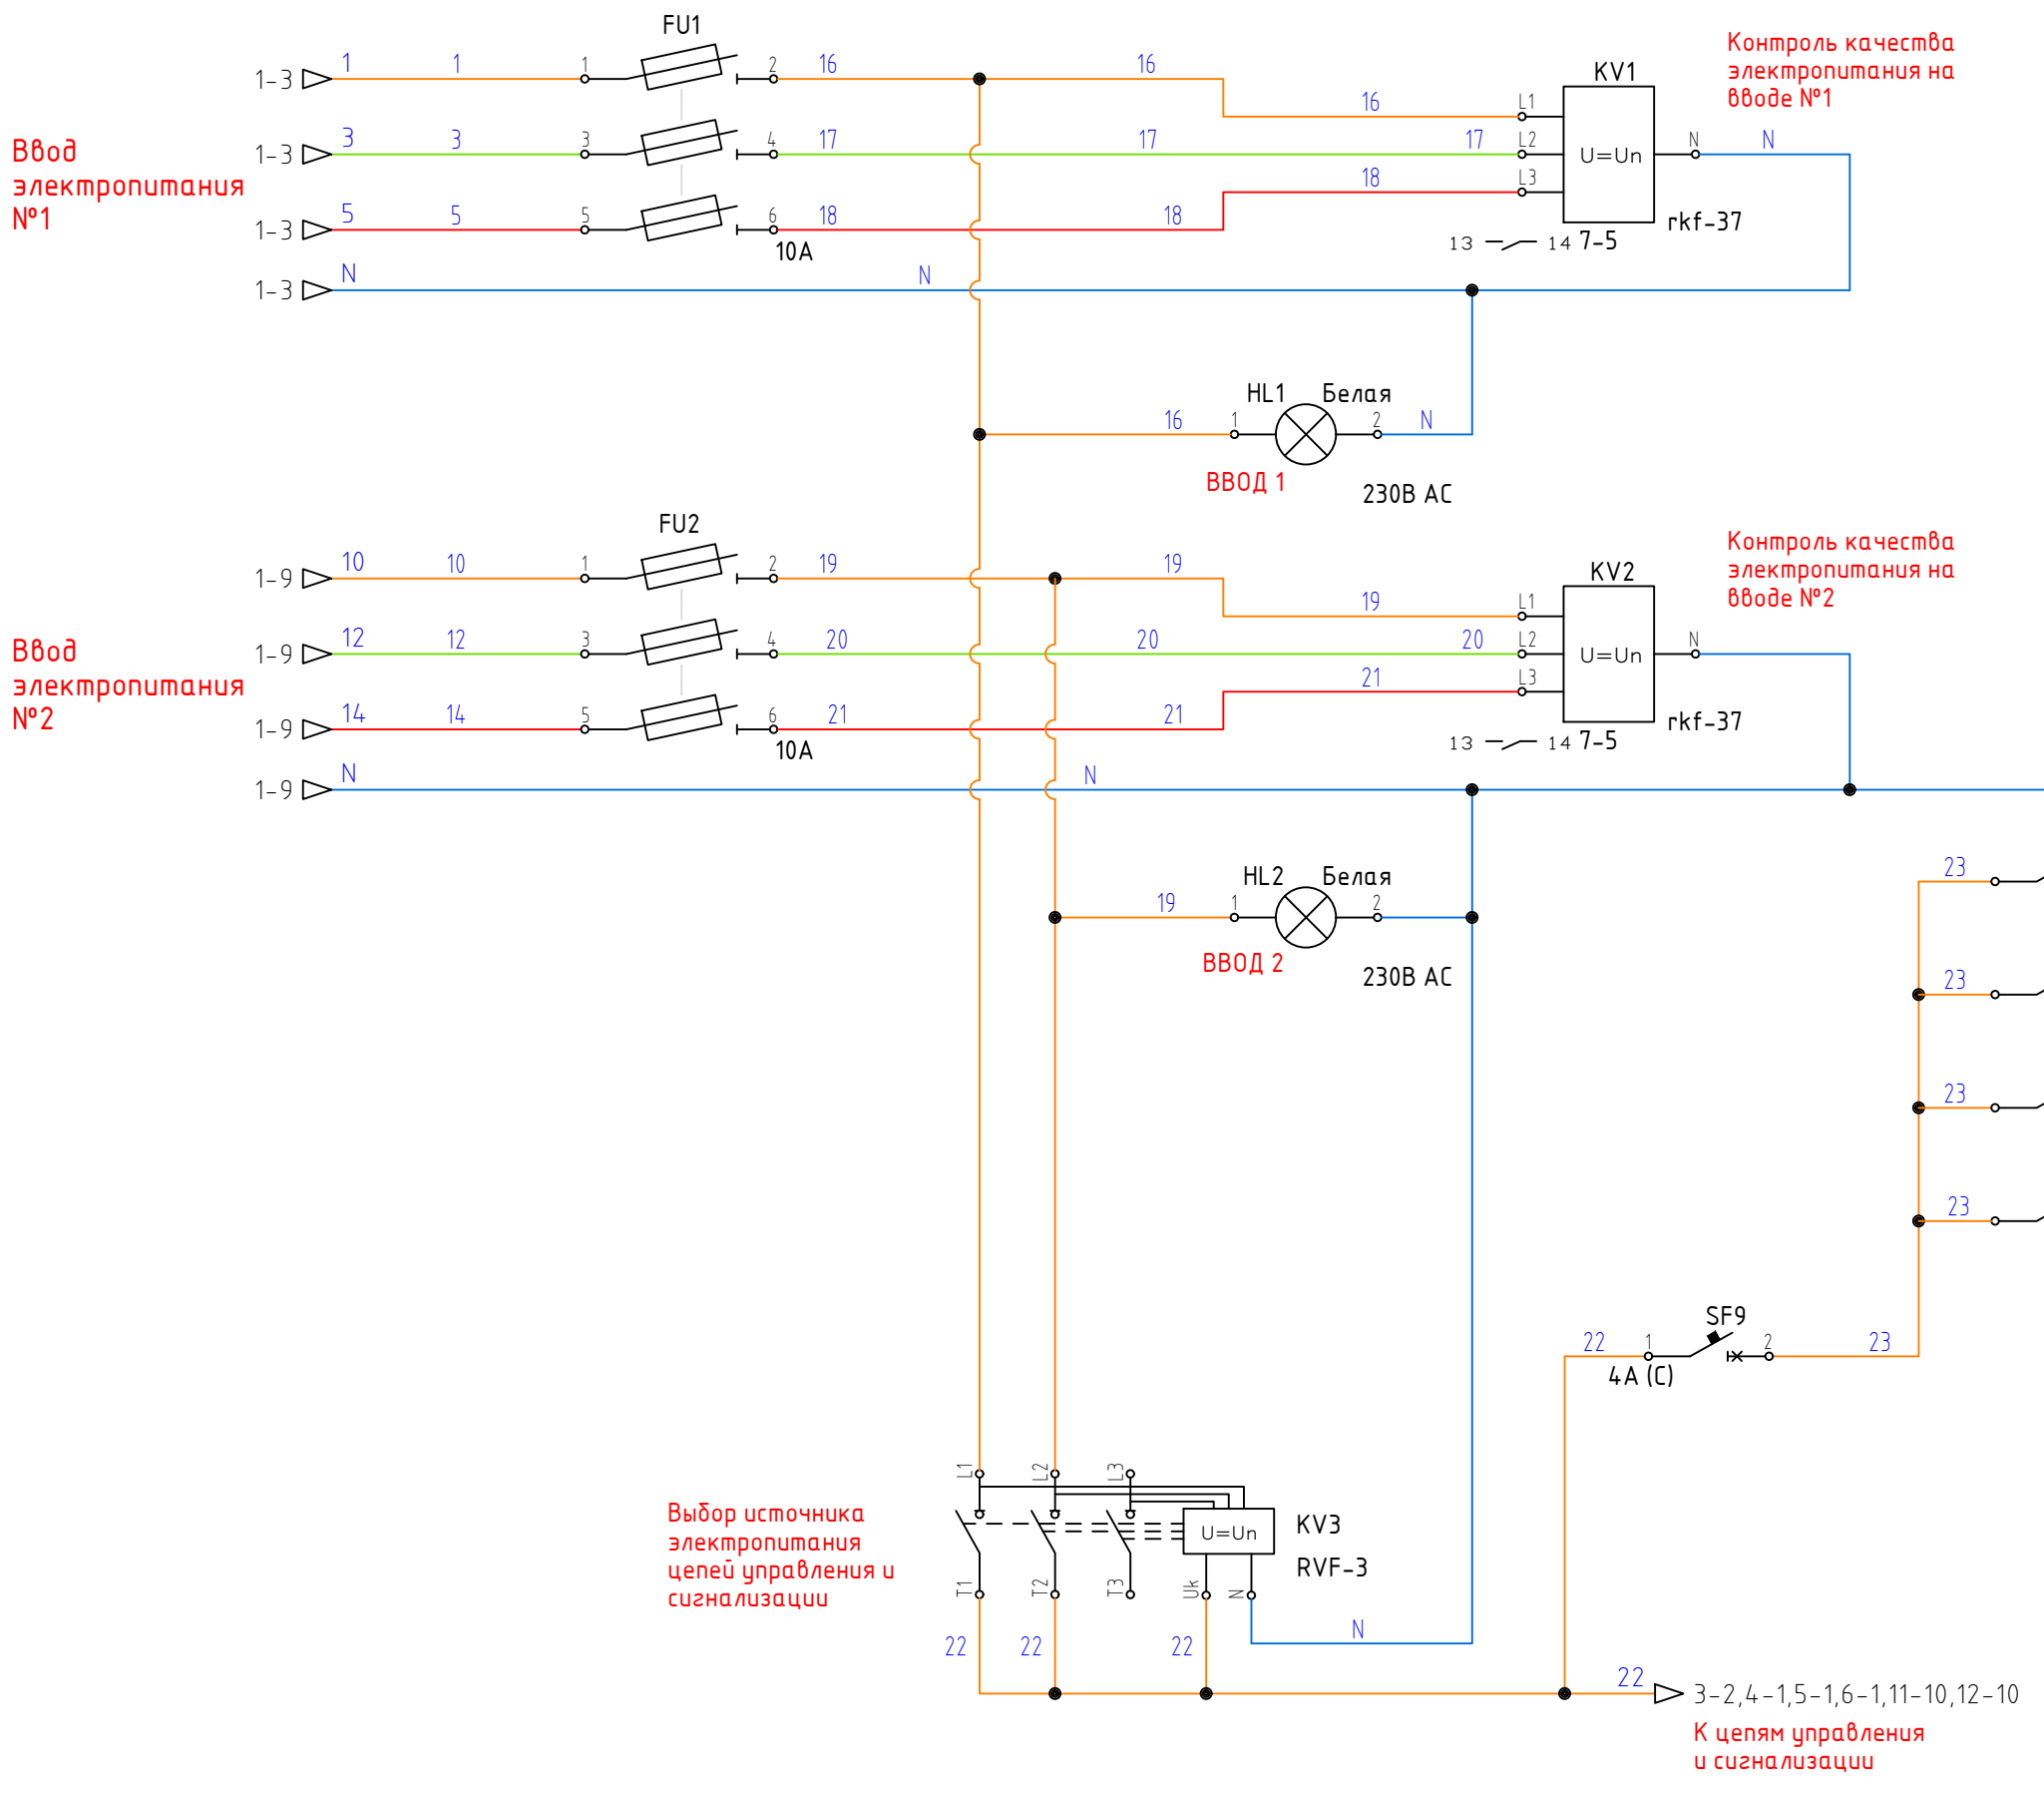 FU1
1-3 1 1 1 2 16 16
KV1
Контроль качества
электропитания на
вводе №1
16 L1
Ввод
электропитания
№1
1-3 3 3 3 4 17 17 17 L2 U=Un N N
18 L3
1-3 5 5 5 6 18 18
10А
rkf-37
13 14 7-5
1-3 N N
HL1 Белая
16 1 2 N
ВВОД 1
230В АС
FU2
1-9 10 10 1 2 19 19
KV2
Контроль качества
электропитания на
вводе №2
19 L1
Ввод
электропитания
№2
1-9 12 12 3 4 20 20 20 L2 U=Un N
21 L3
1-9 14 14 5 6 21 21
10А
rkf-37
13 14 7-5
1-9 N N
HL2 Белая
19 1 2
ВВОД 2
230В АС
23
23
23
23
SF9
22 1 2 23
4А (С)
L1 L2 L3
Выбор источника
электропитания
цепей управления и
сигнализации
U=Un
KV3
RVF-3
T1 T2 T3 Uk N
22 22 22 N
22 3-2,4-1,5-1,6-1,11-10,12-10
К цепям управления
и сигнализации